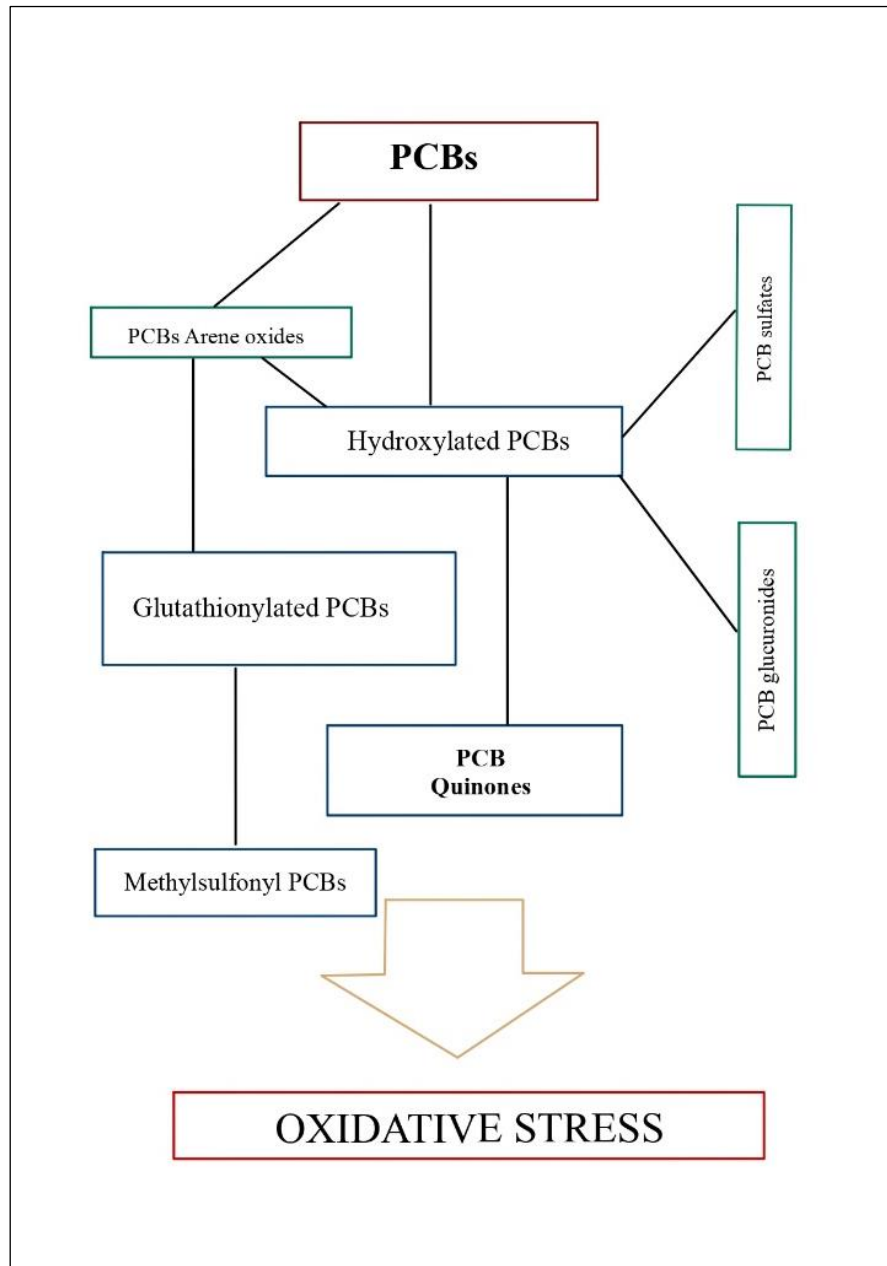 PCBs
PCBs Arene oxides
PCB sulfates
Hydroxylated PCBs
Glutathionylated PCBs
PCB glucuronides
PCB
Quinones
Methylsulfonyl PCBs
OXIDATIVE STRESS